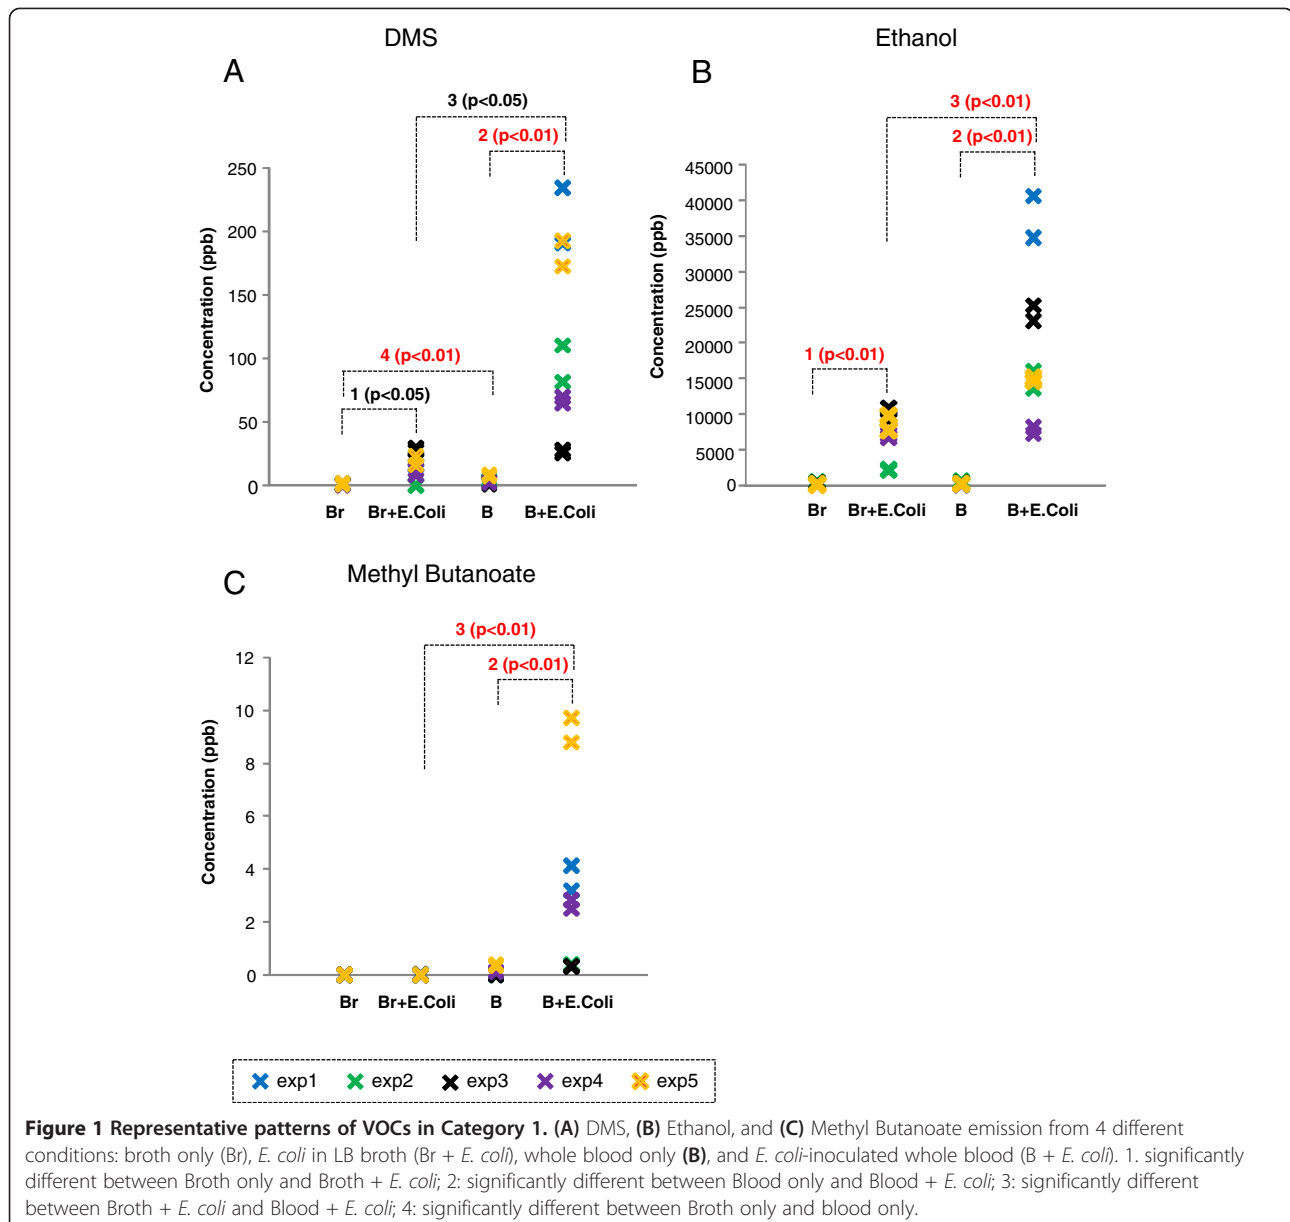 DMS
A
3 (p<0.05)
2 (p<0.01)
4 (p<0.01)
1 (p<0.05)
Concentration (ppb)
250
200
150
100
50
0
Br Br+E.Coli B B+E.Coli
Ethanol
B
3 (p<0.01)
2 (p<0.01)
1 (p<0.01)
Concentration (ppb)
45000
40000
35000
30000
25000
20000
15000
10000
5000
0
Br Br+E.Coli B B+E.Coli
Methyl Butanoate
C
3 (p<0.01)
2 (p<0.01)
Concentration (ppb)
12
10
8
6
4
2
0
Br Br+E.Coli B B+E.Coli
exp1 exp2 exp3 exp4 exp5
Figure 1 Representative patterns of VOCs in Category 1. (A) DMS, (B) Ethanol, and (C) Methyl Butanoate emission from 4 different
conditions: broth only (Br), E. coli in LB broth (Br + E. coli), whole blood only (B), and E. coli-inoculated whole blood (B + E. coli). 1. significantly
different between Broth only and Broth + E. coli; 2: significantly different between Blood only and Blood + E. coli; 3: significantly different
between Broth + E. coli and Blood + E. coli; 4: significantly different between Broth only and blood only.